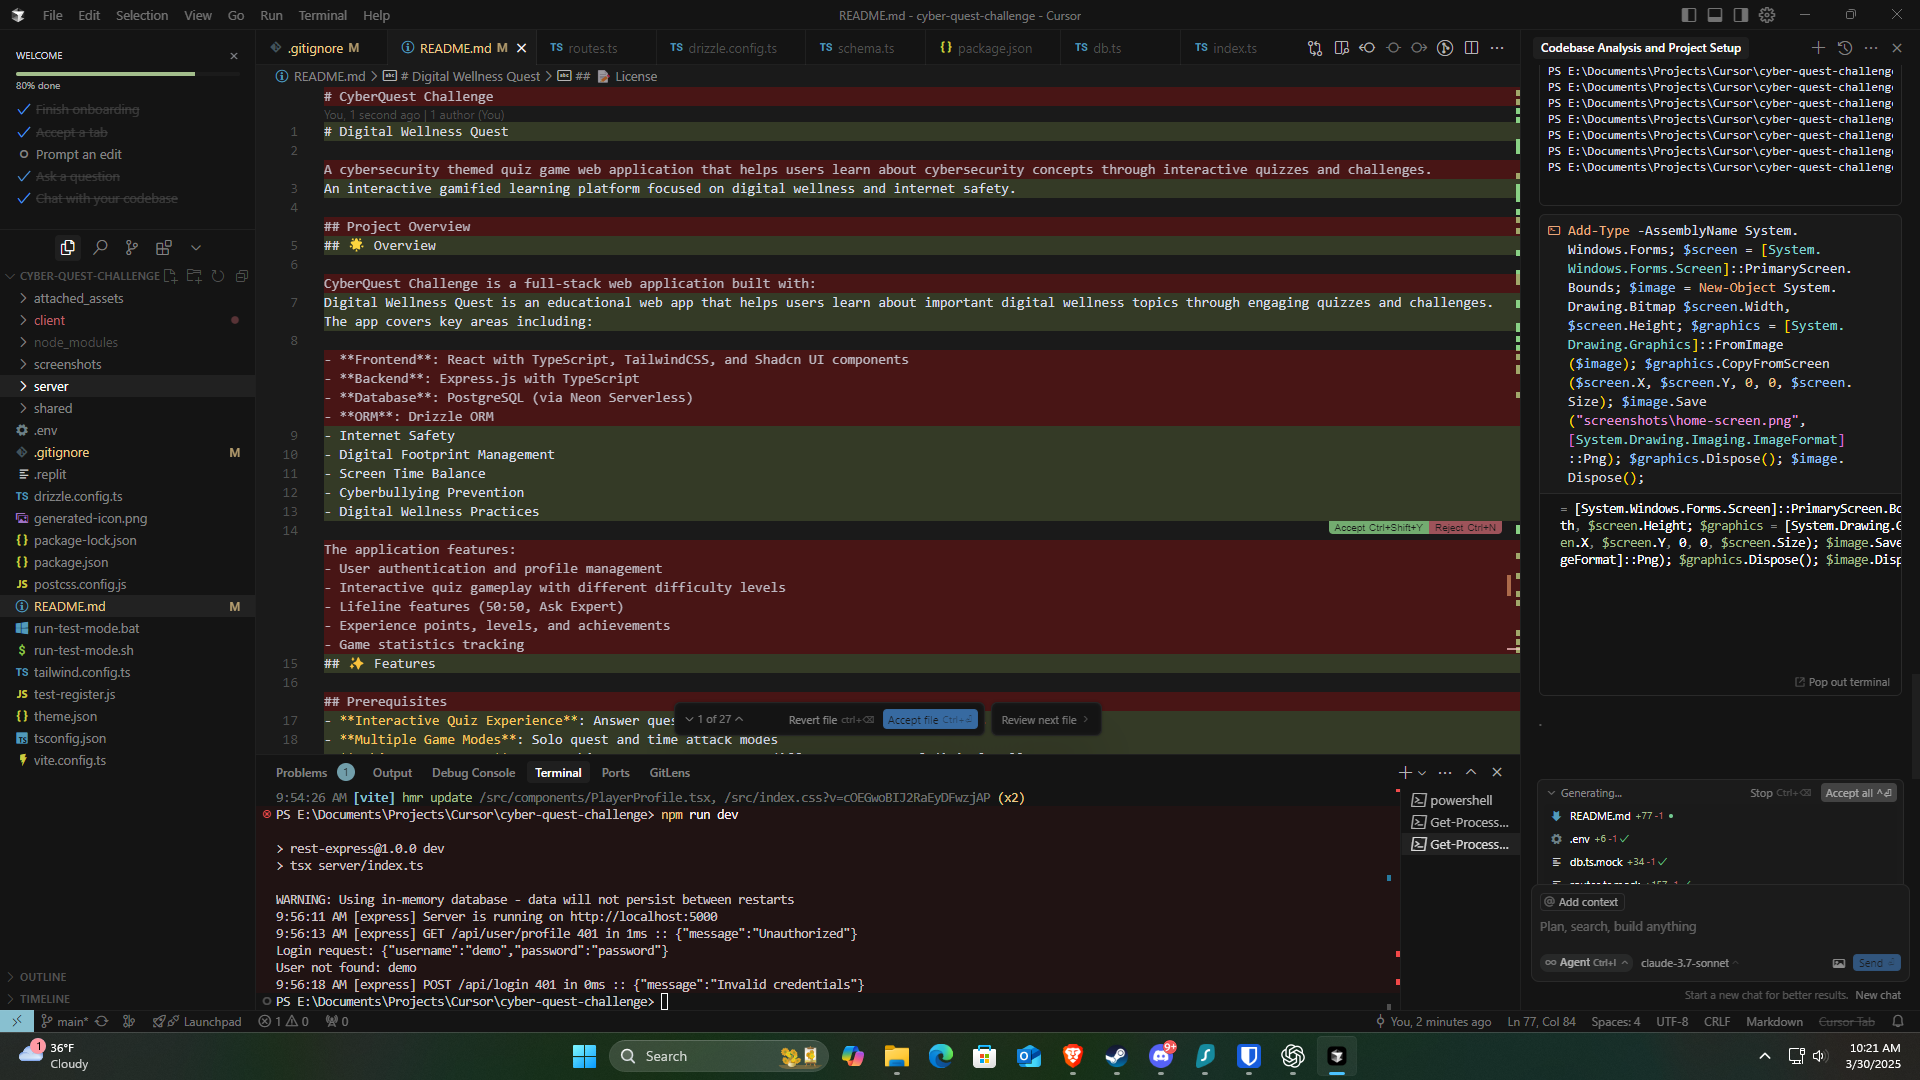 File Edit Selection View Go Run Terminal Help
README.md - cyber-quest-challenge - Cursor
WELCOME
80% done
Finish onboarding
Accept a tab
Prompt an edit
Ask a question
Chat with your codebase
CYBER-QUEST-CHALLENGE
attached_assets
client
node_modules
screenshots
server
shared
.env
.gitignore M
.replit
TS drizzle.config.ts
generated-icon.png
{} package-lock.json
{} package.json
JS postcss.config.js
README.md M
run-test-mode.bat
$ run-test-mode.sh
TS tailwind.config.ts
JS test-register.js
{} theme.json
TS tsconfig.json
vite.config.ts
OUTLINE
TIMELINE
.gitignore M
README.md M
TS routes.ts
TS drizzle.config.ts
TS schema.ts
{} package.json
TS db.ts
TS index.ts
README.md > # Digital Wellness Quest > ## 📝 License
# CyberQuest Challenge
You, 1 second ago | 1 author (You)
1 # Digital Wellness Quest
2
A cybersecurity themed quiz game web application that helps users learn about cybersecurity concepts through interactive quizzes and challenges.
3 An interactive gamified learning platform focused on digital wellness and internet safety.
4
## Project Overview
5 ## 🌟 Overview
6
CyberQuest Challenge is a full-stack web application built with:
7 Digital Wellness Quest is an educational web app that helps users learn about important digital wellness topics through engaging quizzes and challenges.
The app covers key areas including:
8
- **Frontend**: React with TypeScript, TailwindCSS, and Shadcn UI components
- **Backend**: Express.js with TypeScript
- **Database**: PostgreSQL (via Neon Serverless)
- **ORM**: Drizzle ORM
9 - Internet Safety
10 - Digital Footprint Management
11 - Screen Time Balance
12 - Cyberbullying Prevention
13 - Digital Wellness Practices
14
Accept Ctrl+Shift+Y Reject Ctrl+N
The application features:
- User authentication and profile management
- Interactive quiz gameplay with different difficulty levels
- Lifeline features (50:50, Ask Expert)
- Experience points, levels, and achievements
- Game statistics tracking
15 ## ✨ Features
16
## Prerequisites
17 - **Interactive Quiz Experience**: Answer ques
18 - **Multiple Game Modes**: Solo quest and time attack modes
1 of 27
Revert file ctrl+⌫
Accept file Ctrl+⏎
Review next file
Problems 1 Output Debug Console Terminal Ports GitLens
9:54:26 AM [vite] hmr update /src/components/PlayerProfile.tsx, /src/index.css?v=cOEGwoBIJ2RaEyDFwzjAP (x2)
PS E:\Documents\Projects\Cursor\cyber-quest-challenge> npm run dev
> rest-express@1.0.0 dev
> tsx server/index.ts
WARNING: Using in-memory database - data will not persist between restarts
9:56:11 AM [express] Server is running on http://localhost:5000
9:56:13 AM [express] GET /api/user/profile 401 in 1ms :: {"message":"Unauthorized"}
Login request: {"username":"demo","password":"password"}
User not found: demo
9:56:18 AM [express] POST /api/login 401 in 0ms :: {"message":"Invalid credentials"}
PS E:\Documents\Projects\Cursor\cyber-quest-challenge>
powershell
Get-Process...
Get-Process...
Codebase Analysis and Project Setup
PS E:\Documents\Projects\Cursor\cyber-quest-challenge
PS E:\Documents\Projects\Cursor\cyber-quest-challenge
PS E:\Documents\Projects\Cursor\cyber-quest-challenge
PS E:\Documents\Projects\Cursor\cyber-quest-challenge
PS E:\Documents\Projects\Cursor\cyber-quest-challenge
PS E:\Documents\Projects\Cursor\cyber-quest-challenge
PS E:\Documents\Projects\Cursor\cyber-quest-challenge
Add-Type -AssemblyName System.
Windows.Forms; $screen = [System.
Windows.Forms.Screen]::PrimaryScreen.
Bounds; $image = New-Object System.
Drawing.Bitmap $screen.Width,
$screen.Height; $graphics = [System.
Drawing.Graphics]::FromImage
($image); $graphics.CopyFromScreen
($screen.X, $screen.Y, 0, 0, $screen.
Size); $image.Save
("screenshots\home-screen.png",
[System.Drawing.Imaging.ImageFormat]
::Png); $graphics.Dispose(); $image.
Dispose();
= [System.Windows.Forms.Screen]::PrimaryScreen.Bo
th, $screen.Height; $graphics = [System.Drawing.G
en.X, $screen.Y, 0, 0, $screen.Size); $image.Save
geFormat]::Png); $graphics.Dispose(); $image.Disp
Pop out terminal
Generating...
Stop Ctrl+⌫
Accept all ^⏎
README.md +77 -1
.env +6 -1
db.ts.mock +34 -1
@ Add context
Plan, search, build anything
Agent Ctrl+I
claude-3.7-sonnet
Send
Start a new chat for better results. New chat
main*
Launchpad
1 0
0
You, 2 minutes ago
Ln 77, Col 84
Spaces: 4
UTF-8
CRLF
Markdown
Cursor Tab
1
36°F
Cloudy
Search
9+
10:21 AM
3/30/2025